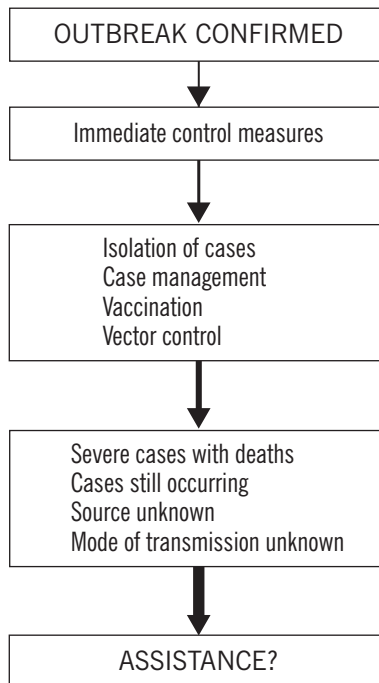 OUTBREAK CONFIRMED
Immediate control measures
Isolation of cases
Case management
Vaccination
Vector control
Severe cases with deaths
Cases still occurring
Source unknown
Mode of transmission unknown
ASSISTANCE?